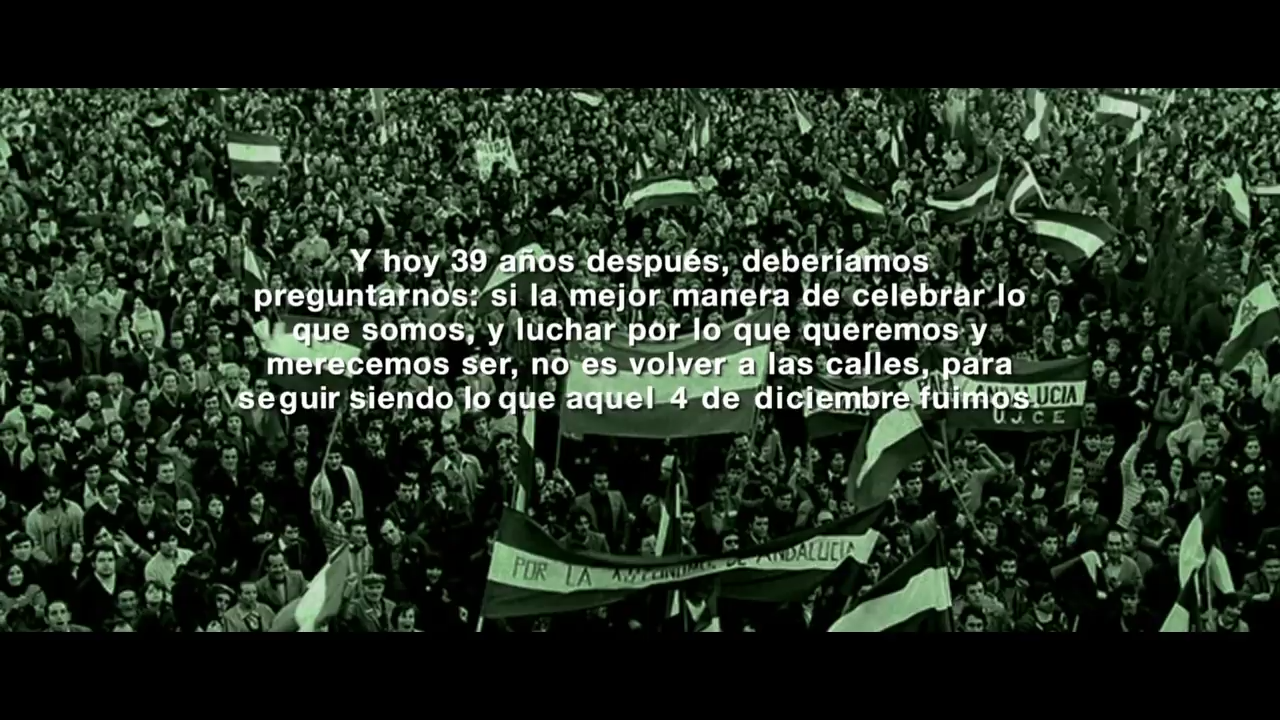 Y hoy 39 años después, deberíamos
preguntarnos: si la mejor manera de celebrar lo
que somos, y luchar por lo que queremos y
merecemos ser, no es volver a las calles, para
seguir siendo lo que aquel 4 de diciembre fuimos.
ANDALUCIA
U.J.C.E
POR LA AUTONOMIA DE ANDALUCIA